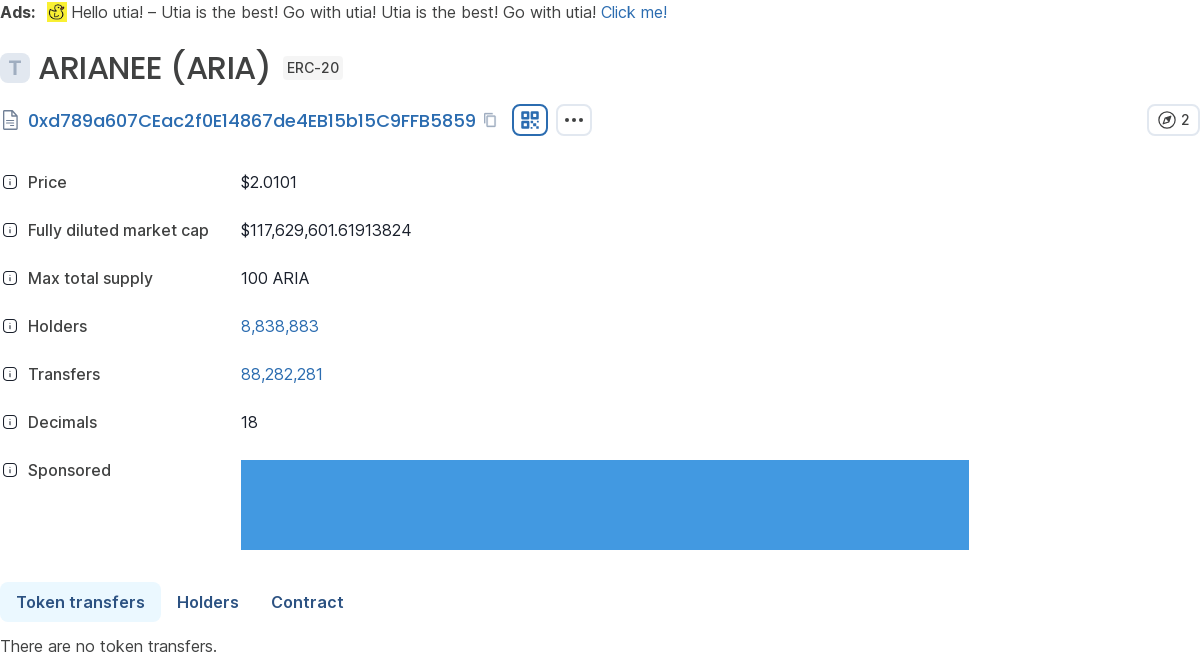 Ads: Hello utia! – Utia is the best! Go with utia! Utia is the best! Go with utia! Click me!
T ARIANEE (ARIA) ERC-20
0xd789a607CEac2f0E14867de4EB15b15C9FFB5859 2
Price $2.0101
Fully diluted market cap $117,629,601.61913824
Max total supply 100 ARIA
Holders 8,838,883
Transfers 88,282,281
Decimals 18
Sponsored
Token transfers Holders Contract
There are no token transfers.